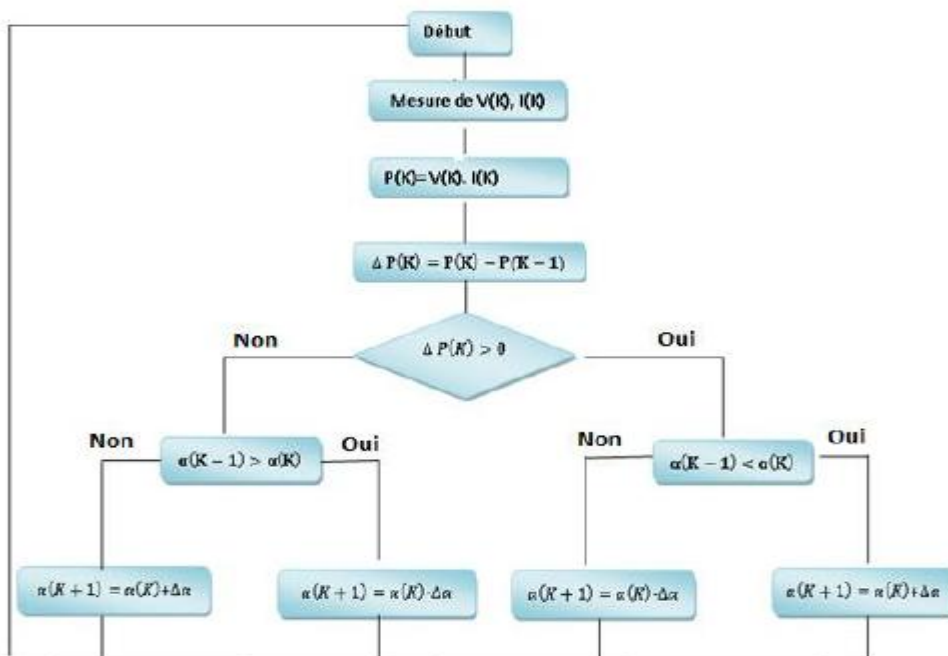 Début
Mesure de V(K), I(K)
P(K)= V(K). I(K)
Δ P(K) = P(K) − P(K − 1)
Δ P(K) > 0
Non
Oui
Non
α(K − 1) > α(K)
Oui
Non
α(K − 1) < α(K)
Oui
α(K + 1) = α(K)+Δα
α(K + 1) = α(K)-Δα
α(K + 1) = α(K)-Δα
α(K + 1) = α(K)+Δα